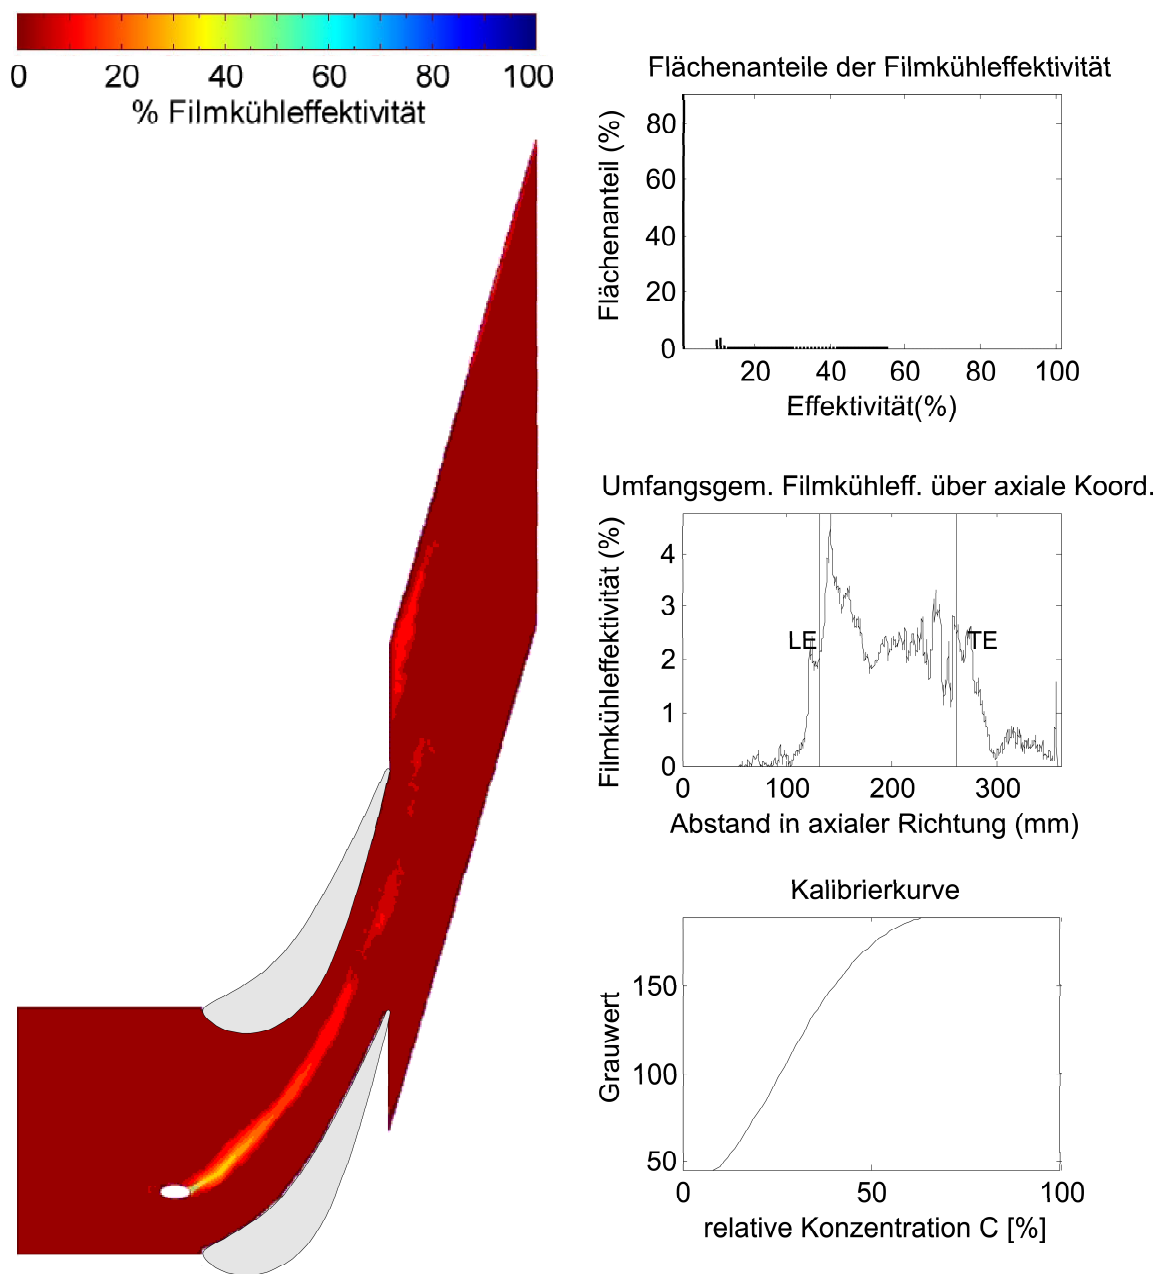 0 20 40 60 80 100
% Filmkühleffektivität
Flächenanteile der Filmkühleffektivität
Flächenanteil (%)
80
60
40
20
0
20 40 60 80 100
Effektivität(%)
Umfangsgem. Filmkühleff. über axiale Koord.
Filmkühleffektivität (%)
4
3
2
1
0
LE TE
0 100 200 300
Abstand in axialer Richtung (mm)
Kalibrierkurve
Grauwert
150
100
50
0 50 100
relative Konzentration C [%]